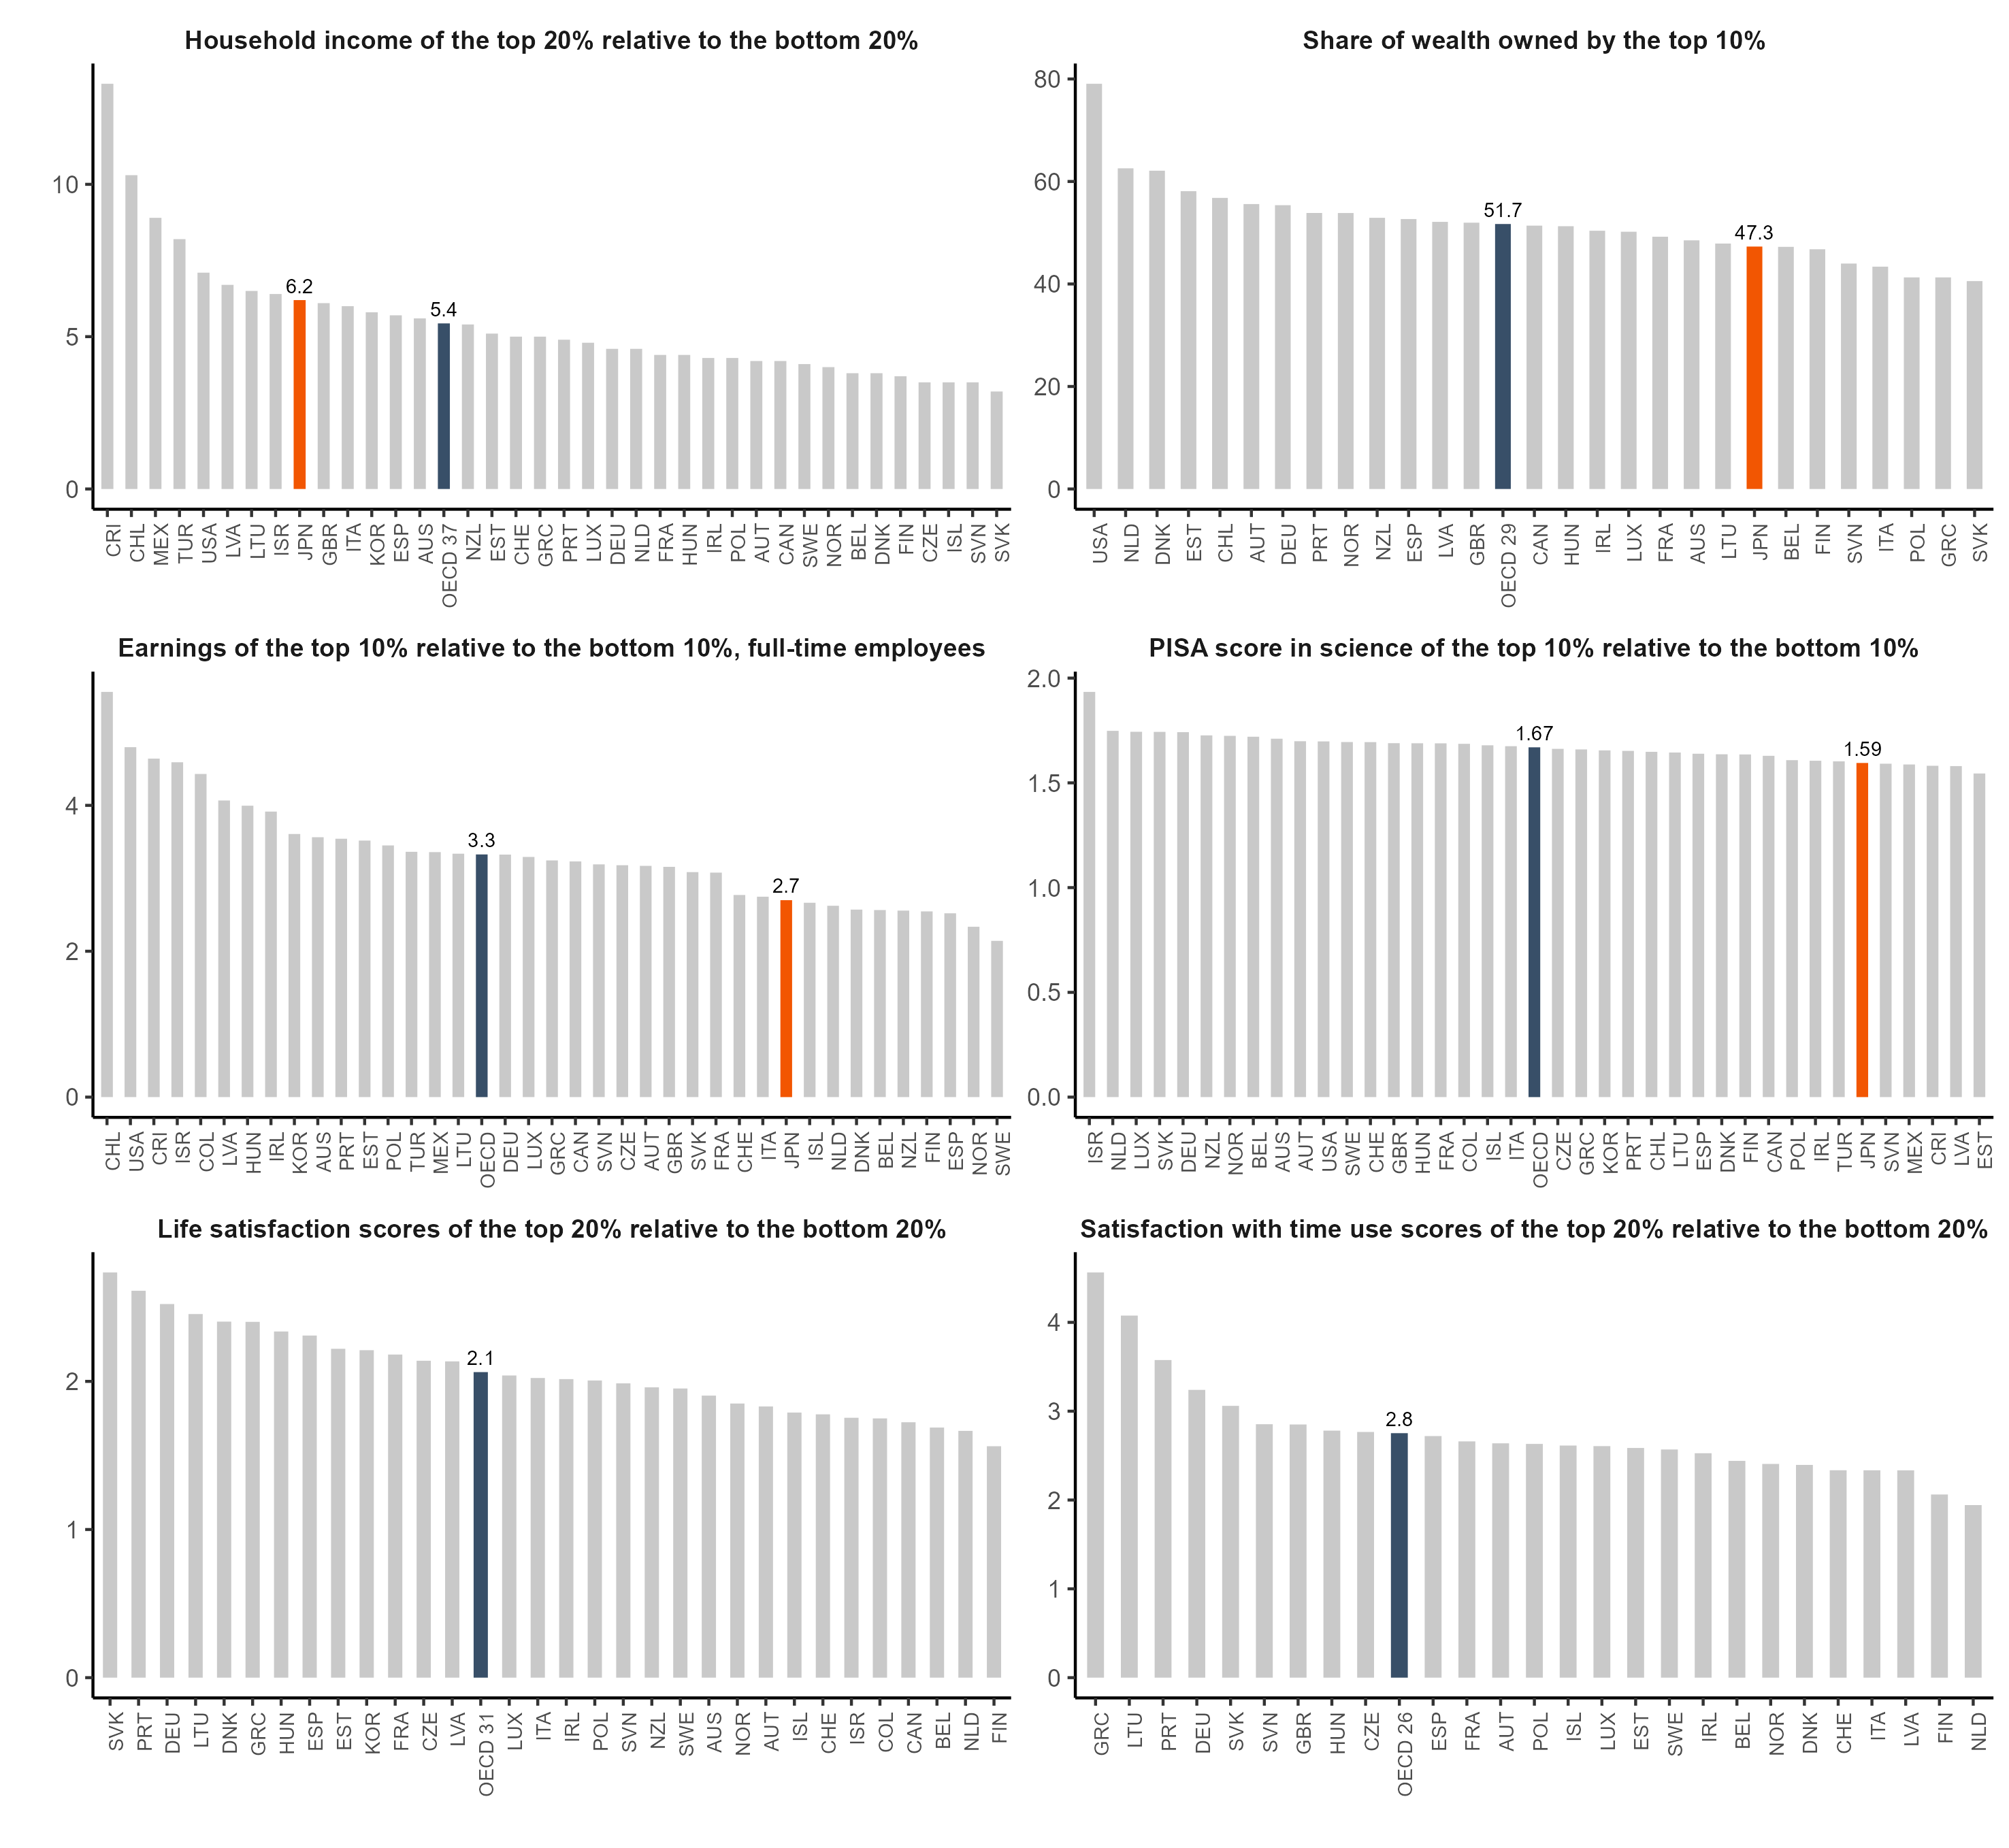 Household income of the top 20% relative to the bottom 20%
10
5
0
6.2
5.4
CRI CHL MEX TUR USA LVA LTU ISR JPN GBR ITA KOR ESP AUS OECD 37 NZL EST CHE GRC PRT LUX DEU NLD FRA HUN IRL POL AUT CAN SWE NOR BEL DNK FIN CZE ISL SVN SVK
Share of wealth owned by the top 10%
80
60
40
20
0
51.7
47.3
USA NLD DNK EST CHL AUT DEU PRT NOR NZL ESP LVA GBR OECD 29 CAN HUN IRL LUX FRA AUS LTU JPN BEL FIN SVN ITA POL GRC SVK
Earnings of the top 10% relative to the bottom 10%, full-time employees
4
2
0
3.3
2.7
CHL USA CRI ISR COL LVA HUN IRL KOR AUS PRT EST POL TUR MEX LTU OECD DEU LUX GRC CAN SVN CZE AUT GBR SVK FRA CHE ITA JPN ISL NLD DNK BEL NZL FIN ESP NOR SWE
PISA score in science of the top 10% relative to the bottom 10%
2.0
1.5
1.0
0.5
0.0
1.67
1.59
ISR NLD LUX SVK DEU NZL NOR BEL AUS AUT USA SWE CHE GBR HUN FRA COL ISL ITA OECD CZE GRC KOR PRT CHL LTU ESP DNK FIN CAN POL IRL TUR JPN SVN MEX CRI LVA EST
Life satisfaction scores of the top 20% relative to the bottom 20%
2
1
0
2.1
SVK PRT DEU LTU DNK GRC HUN ESP EST KOR FRA CZE LVA OECD 31 LUX ITA IRL POL SVN NZL SWE AUS NOR AUT ISL CHE ISR COL CAN BEL NLD FIN
Satisfaction with time use scores of the top 20% relative to the bottom 20%
4
3
2
1
0
2.8
GRC LTU PRT DEU SVK SVN GBR HUN CZE OECD 26 ESP FRA AUT POL ISL LUX EST SWE IRL BEL NOR DNK CHE ITA LVA FIN NLD